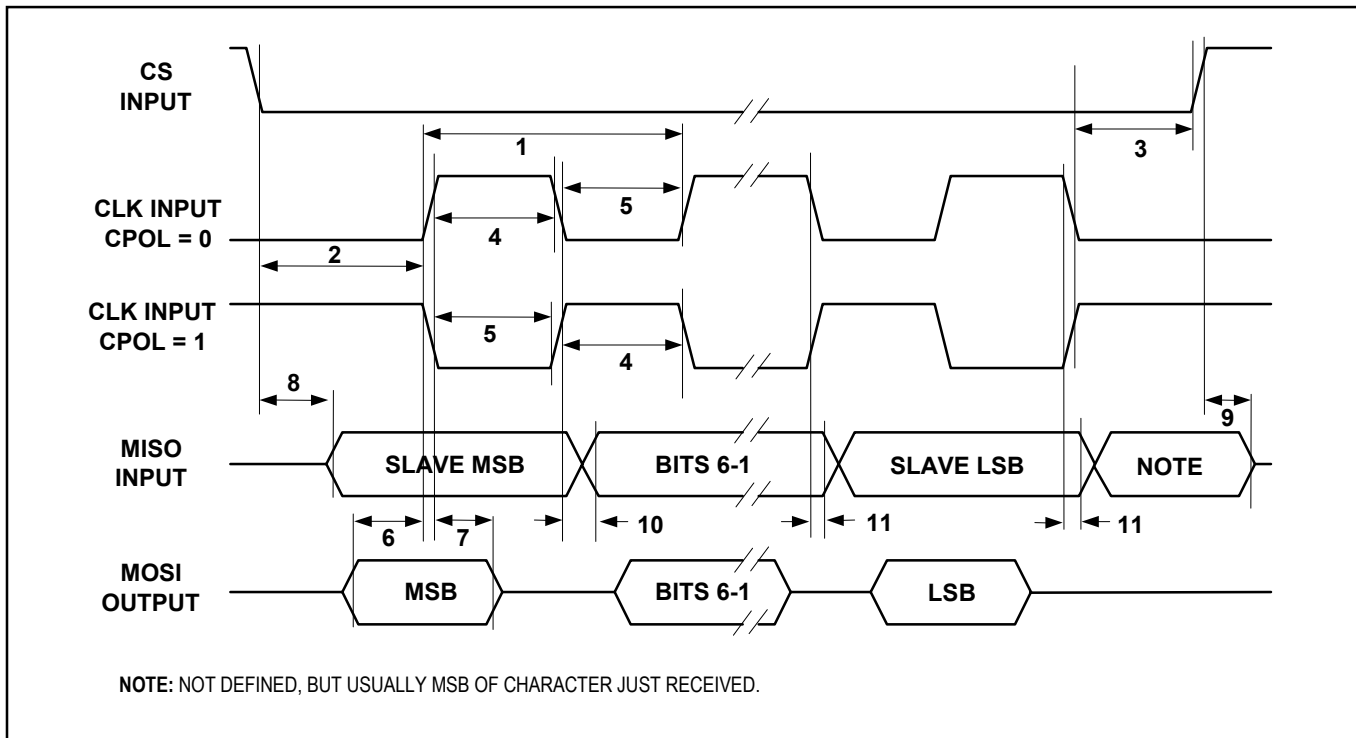 CS
INPUT
1
3
CLK INPUT
CPOL = 0
4
5
2
CLK INPUT
CPOL = 1
5
4
8
9
MISO
INPUT
SLAVE MSB
BITS 6-1
SLAVE LSB
NOTE
6
7
10
11
11
MOSI
OUTPUT
MSB
BITS 6-1
LSB
NOTE: NOT DEFINED, BUT USUALLY MSB OF CHARACTER JUST RECEIVED.